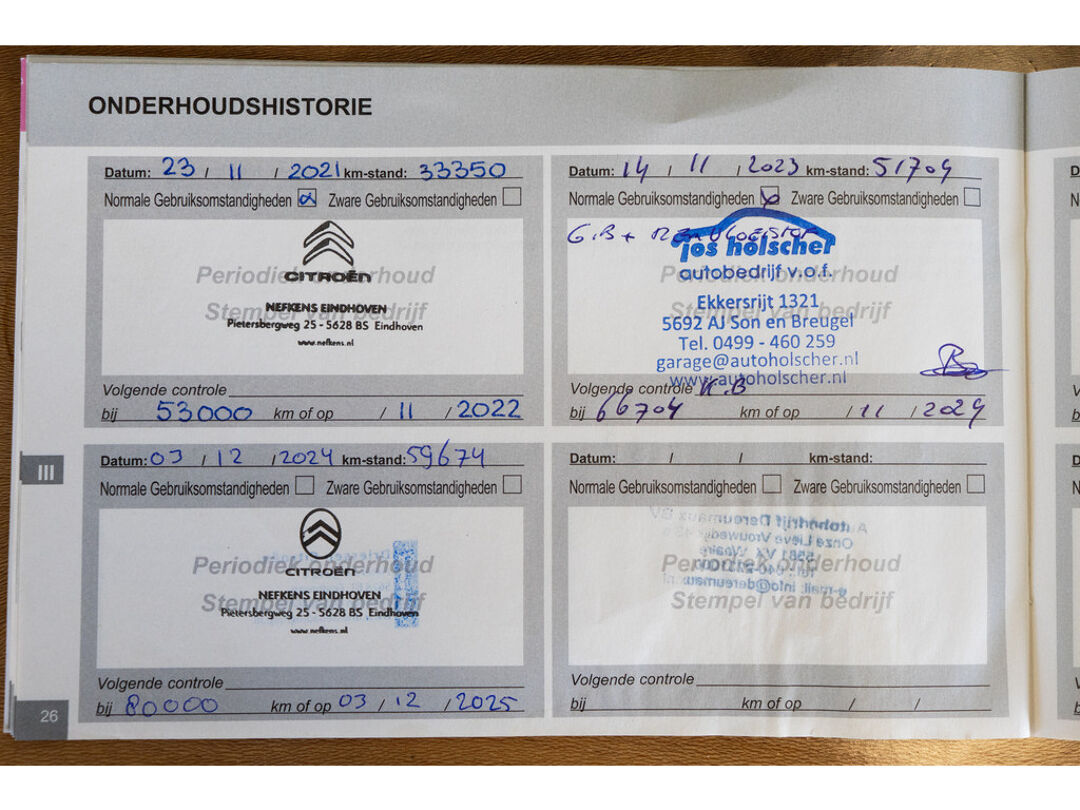 ONDERHOUDSHISTORIE
Datum: 23 / 11 / 2021 km-stand: 33350
Normale Gebruiksomstandigheden Zware Gebruiksomstandigheden
Periodiek onderhoud
Stempel van bedrijf
CITROËN
NEFKENS EINDHOVEN
Pietersbergweg 25 - 5628 BS Eindhoven
www.nefkens.nl
Volgende controle
bij 53000 km of op / 11 / 2022
Datum: 14 / 11 / 2023 km-stand: 51704
Normale Gebruiksomstandigheden Zware Gebruiksomstandigheden
G.B +
Periodiek onderhoud
Stempel van bedrijf
jos hölscher
autobedrijf v.o.f.
Ekkersrijt 1321
5692 AJ Son en Breugel
Tel. 0499 - 460 259
garage@autoholscher.nl
www.autoholscher.nl
Volgende controle K.B
bij 66704 km of op / 11 / 2024
III
Datum: 03 / 12 / 2024 km-stand: 59674
Normale Gebruiksomstandigheden Zware Gebruiksomstandigheden
Periodiek onderhoud
Stempel van bedrijf
CITROËN
NEFKENS EINDHOVEN
Pietersbergweg 25 - 5628 BS Eindhoven
www.nefkens.nl
Volgende controle
bij 80000 km of op 03 / 12 / 2025
Datum: / / km-stand:
Normale Gebruiksomstandigheden Zware Gebruiksomstandigheden
Periodiek onderhoud
Stempel van bedrijf
Volgende controle
bij km of op / /
26